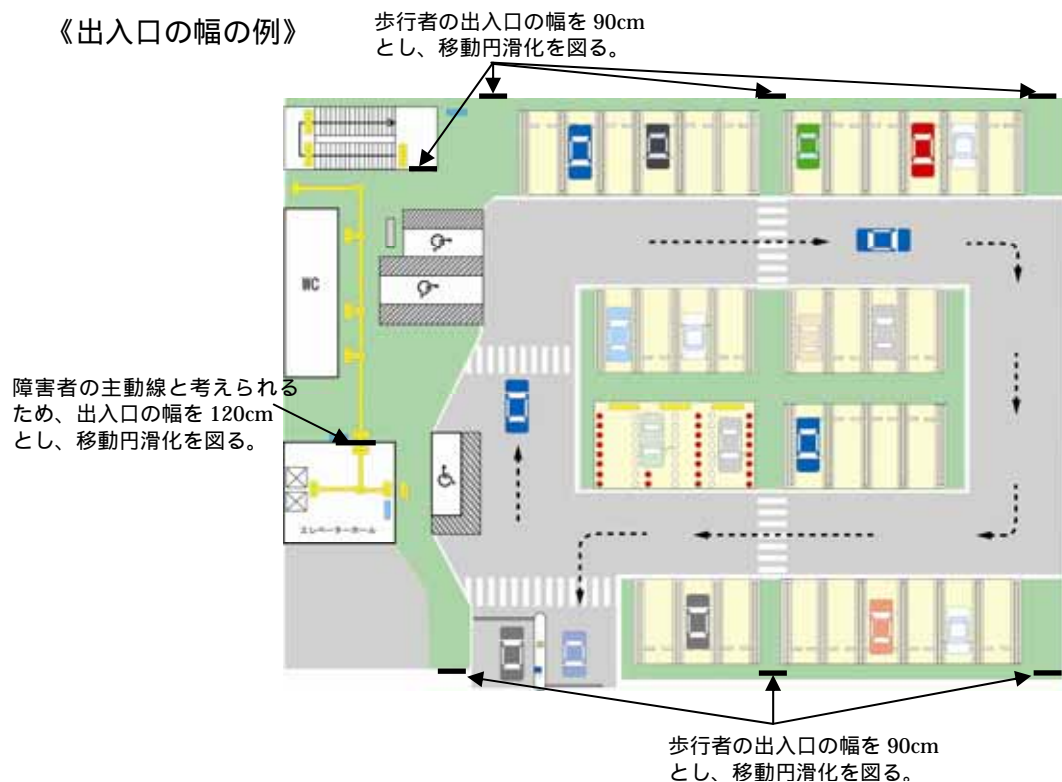 《出入口の幅の例》
歩行者の出入口の幅を 90cm
とし、移動円滑化を図る。
WC
障害者の主動線と考えられる
ため、出入口の幅を 120cm
とし、移動円滑化を図る。
エレベーターホール
歩行者の出入口の幅を 90cm
とし、移動円滑化を図る。